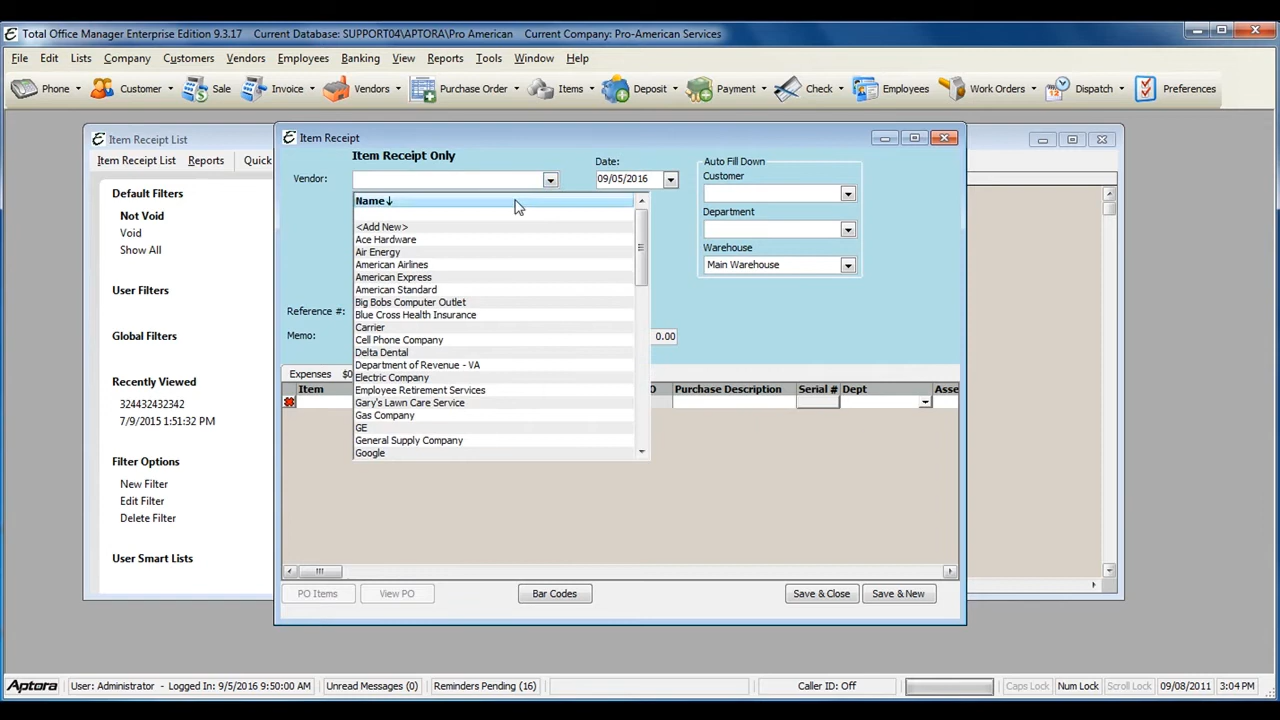 Total Office Manager Enterprise Edition 9.3.17 Current Database: SUPPORT04\APTORA\Pro American Current Company: Pro-American Services
File Edit Lists Company Customers Vendors Employees Banking View Reports Tools Window Help
Phone Customer Sale Invoice Vendors Purchase Order Items Deposit Payment Check Employees Work Orders Dispatch Preferences
Item Receipt List
Item Receipt List Reports Quick
Default Filters
Not Void
Void
Show All
User Filters
Global Filters
Recently Viewed
324432432342
7/9/2015 1:51:32 PM
Filter Options
New Filter
Edit Filter
Delete Filter
User Smart Lists
Item Receipt
Item Receipt Only
Vendor:
Date:
09/05/2016
Auto Fill Down
Customer
Department
Warehouse
Main Warehouse
Name
<Add New>
Ace Hardware
Air Energy
American Airlines
American Express
American Standard
Big Bobs Computer Outlet
Blue Cross Health Insurance
Carrier
Cell Phone Company
Delta Dental
Department of Revenue - VA
Electric Company
Employee Retirement Services
Gary's Lawn Care Service
Gas Company
GE
General Supply Company
Google
Reference #:
Memo:
0.00
Expenses $0
Item O Purchase Description Serial # Dept Asse
PO Items View PO Bar Codes Save & Close Save & New
Aptora User: Administrator - Logged In: 9/5/2016 9:50:00 AM Unread Messages (0) Reminders Pending (16) Caller ID: Off Caps Lock Num Lock Scroll Lock 09/08/2011 3:04 PM